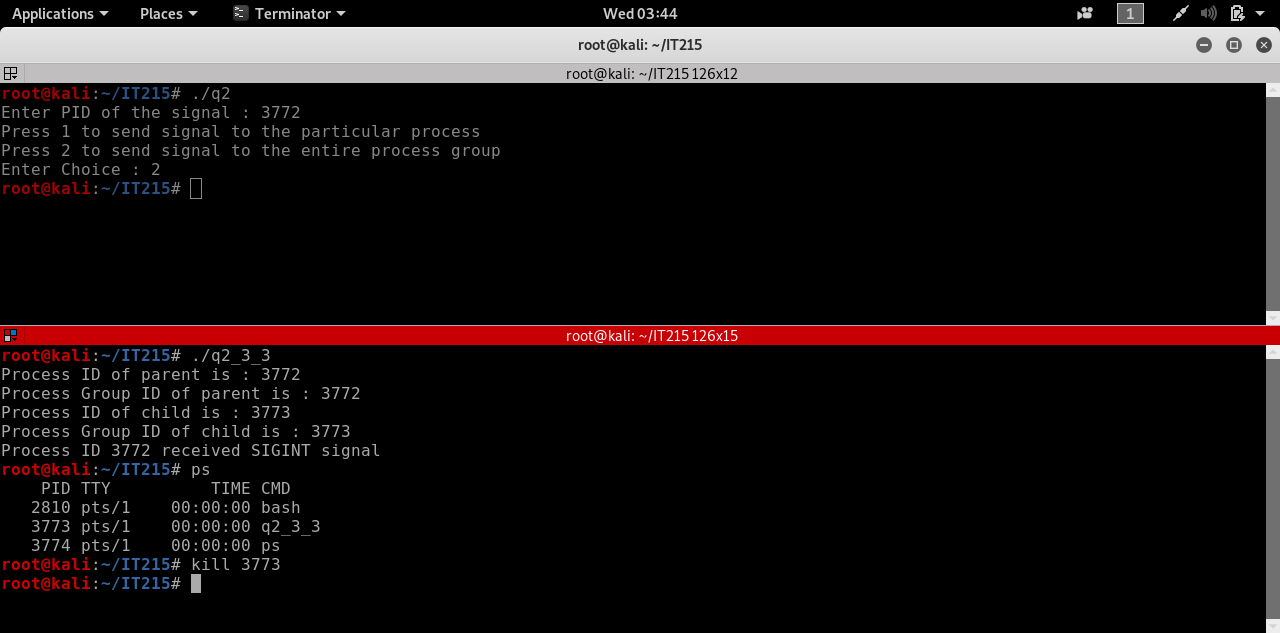 Applications Places Terminator Wed 03:44 1
root@kali: ~/IT215
root@kali: ~/IT215 126x12
root@kali:~/IT215# ./q2
Enter PID of the signal : 3772
Press 1 to send signal to the particular process
Press 2 to send signal to the entire process group
Enter Choice : 2
root@kali:~/IT215#
root@kali: ~/IT215 126x15
root@kali:~/IT215# ./q2_3_3
Process ID of parent is : 3772
Process Group ID of parent is : 3772
Process ID of child is : 3773
Process Group ID of child is : 3773
Process ID 3772 received SIGINT signal
root@kali:~/IT215# ps
    PID TTY          TIME CMD
   2810 pts/1    00:00:00 bash
   3773 pts/1    00:00:00 q2_3_3
   3774 pts/1    00:00:00 ps
root@kali:~/IT215# kill 3773
root@kali:~/IT215#